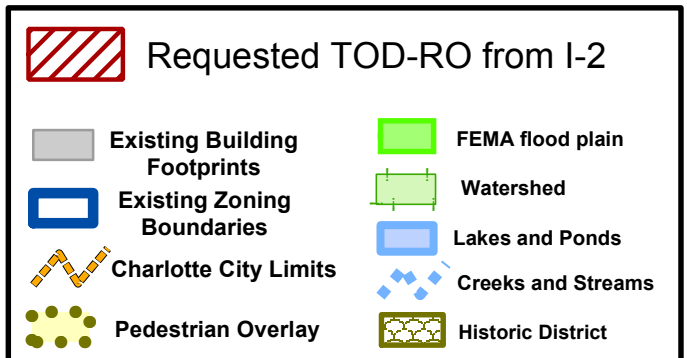 Requested TOD-RO from I-2
Existing Building
Footprints
Existing Zoning
Boundaries
Charlotte City Limits
Pedestrian Overlay
FEMA flood plain
Watershed
Lakes and Ponds
Creeks and Streams
Historic District